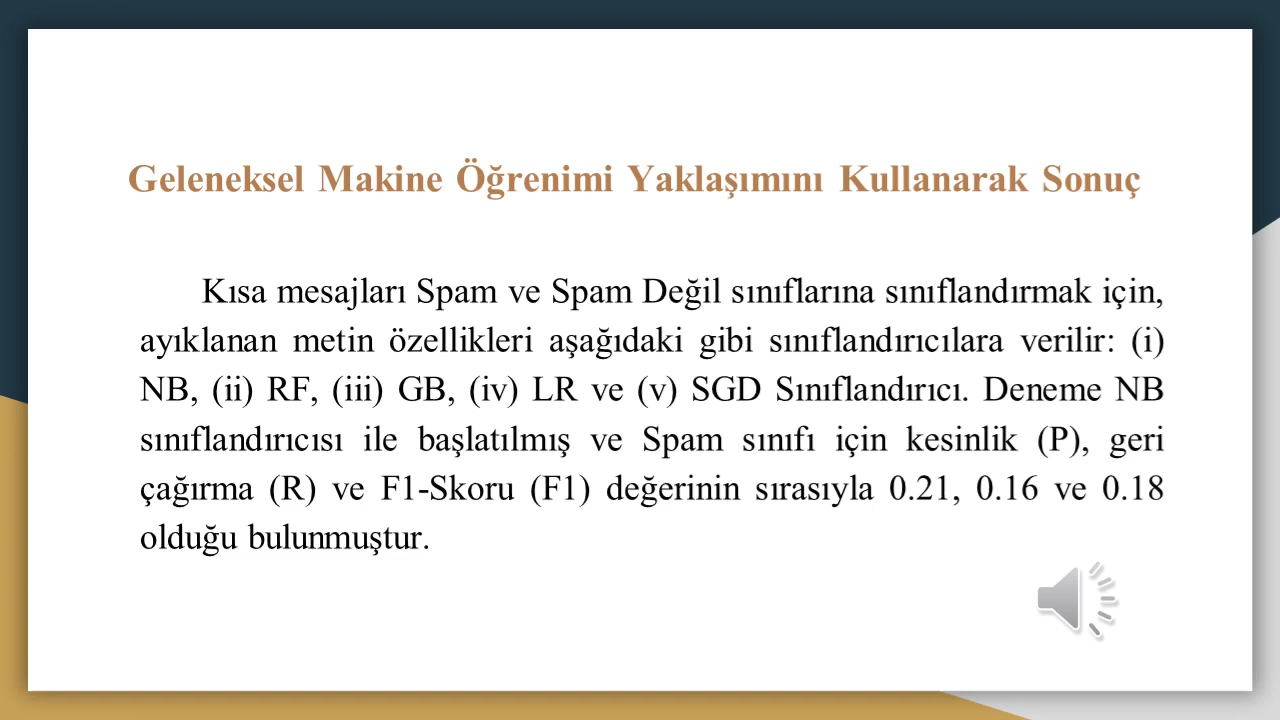 Geleneksel Makine Öğrenimi Yaklaşımını Kullanarak Sonuç
Kısa mesajları Spam ve Spam Değil sınıflarına sınıflandırmak için,
ayıklanan metin özellikleri aşağıdaki gibi sınıflandırıcılara verilir: (i)
NB, (ii) RF, (iii) GB, (iv) LR ve (v) SGD Sınıflandırıcı. Deneme NB
sınıflandırıcısı ile başlatılmış ve Spam sınıfı için kesinlik (P), geri
çağırma (R) ve F1-Skoru (F1) değerinin sırasıyla 0.21, 0.16 ve 0.18
olduğu bulunmuştur.